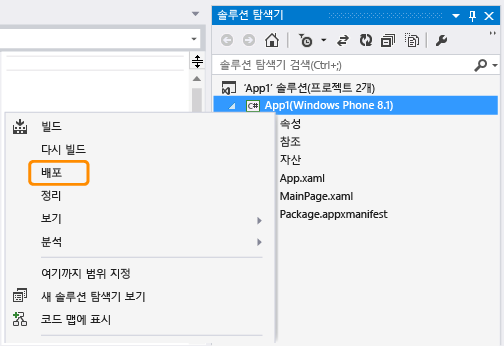 솔루션 탐색기
솔루션 탐색기 검색(Ctrl+;)
'App1' 솔루션(프로젝트 2개)
C# App1(Windows Phone 8.1)
속성
참조
자산
App.xaml
MainPage.xaml
Package.appxmanifest
빌드
다시 빌드
배포
정리
보기
분석
여기까지 범위 지정
새 솔루션 탐색기 보기
코드 맵에 표시